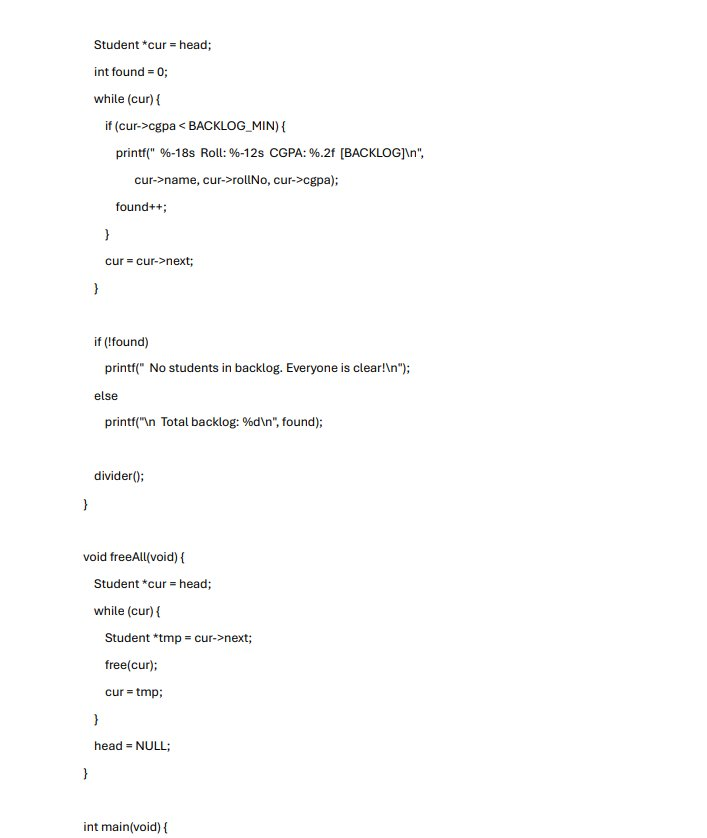 Student *cur = head;
int found = 0;
while (cur) {
if (cur->cgpa < BACKLOG_MIN) {
printf("  %-18s  Roll: %-12s  CGPA: %.2f  [BACKLOG]\n",
cur->name, cur->rollNo, cur->cgpa);
found++;
}
cur = cur->next;
}
if (!found)
printf("  No students in backlog. Everyone is clear!\n");
else
printf("\n  Total backlog: %d\n", found);
divider();
}
void freeAll(void) {
Student *cur = head;
while (cur) {
Student *tmp = cur->next;
free(cur);
cur = tmp;
}
head = NULL;
}
int main(void) {